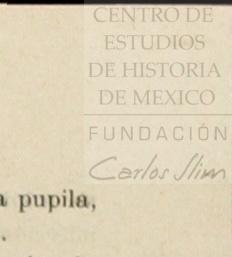 CENTRO DE
ESTUDIOS
DE HISTORIA
DE MEXICO
FUNDACIÓN
Carlos Slim
a pupila,
.